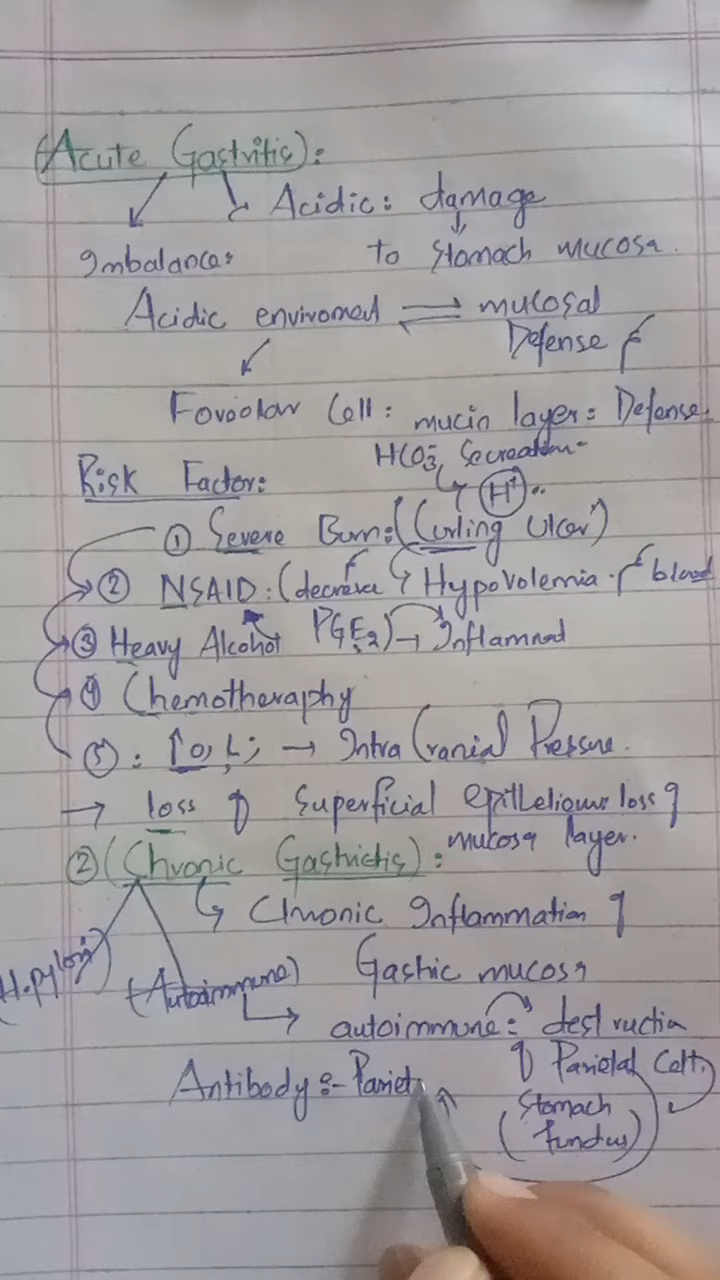 (Acute Gastritis):
Acidic: damage
Imbalance:
to stomach mucosa.
Acidic enviromed ⇌ mucosal
Defense
Foveolar Cell: mucin layer: Defense.
HCO3, Secreation
Risk Factor:
H+
① Severe Burn: (Curling Ulcer)
② NSAID: (decrease Hypovolemia. blood
③ Heavy Alcohol PGE2) → Inflamnad
④ Chemotheraphy
⑤: → Intra Cranial Pressure.
→ loss of Superficial loss of
mucosa layer.
② (Chronic Gastrictis):
Chronic Inflammation of
(H.pylori)
(Autoimmune) Gastric mucosa
→ autoimmune: destruction
of Parietal Cell.
Antibody:- Pariet
(Stomach
fundus)